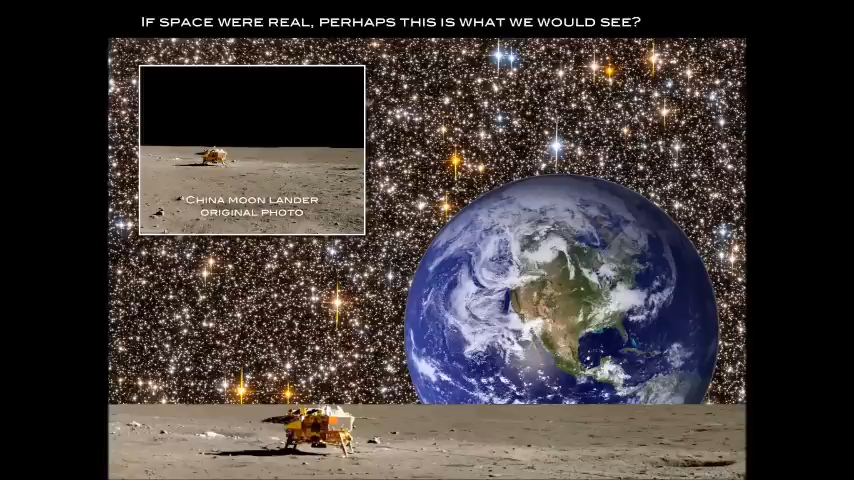 If space were real, perhaps this is what we would see?
*China moon lander
original photo